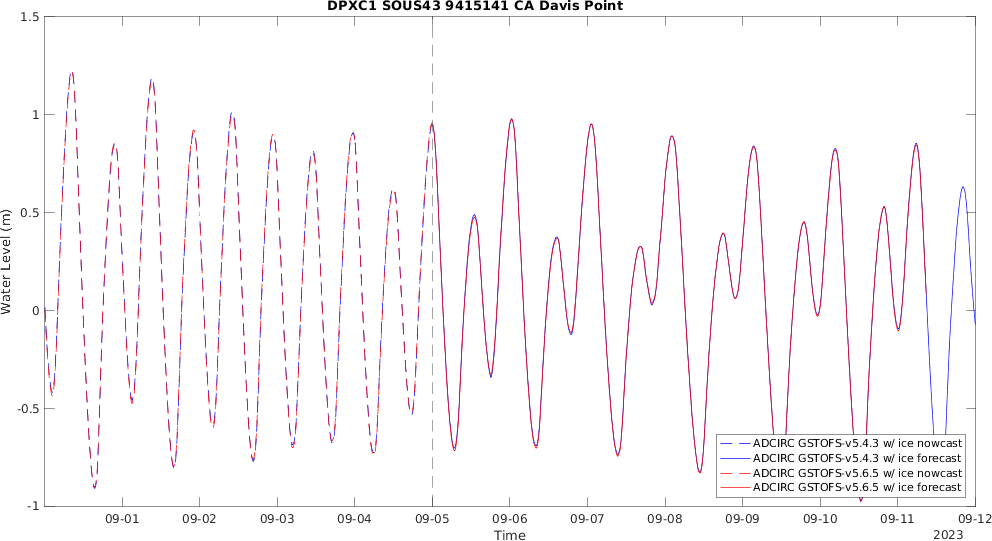 DPXC1 SOUS43 9415141 CA Davis Point
1.5
1
0.5
0
-0.5
-1
Water Level (m)
ADCIRC GSTOFS-v5.4.3 w/ ice nowcast
ADCIRC GSTOFS-v5.4.3 w/ ice forecast
ADCIRC GSTOFS-v5.6.5 w/ ice nowcast
ADCIRC GSTOFS-v5.6.5 w/ ice forecast
09-01 09-02 09-03 09-04 09-05 09-06 09-07 09-08 09-09 09-10 09-11 09-12
Time
2023